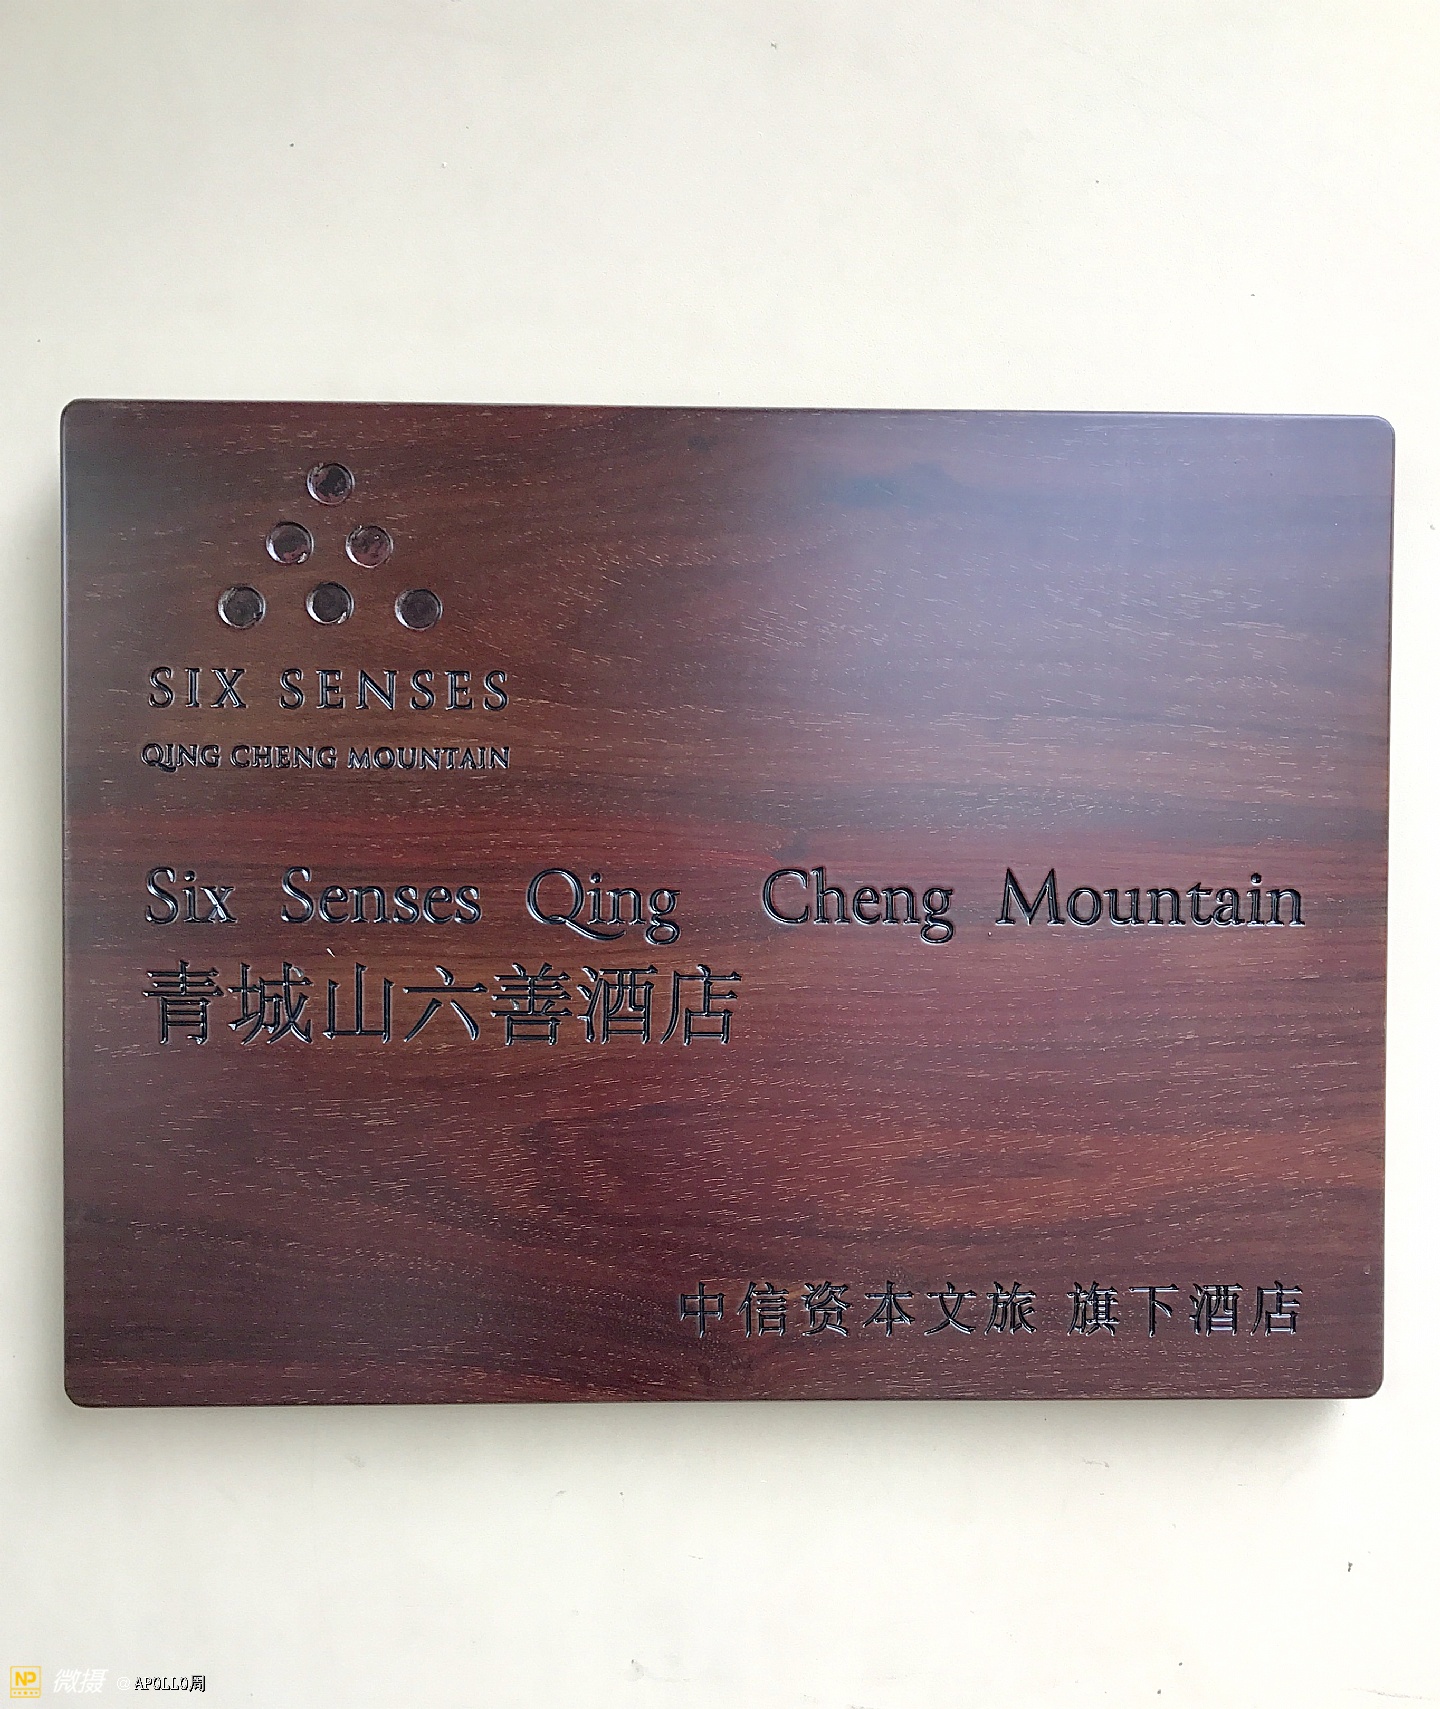 SIX SENSES
QING CHENG MOUNTAIN
Six Senses Qing Cheng Mountain
青城山六善酒店
中信资本文旅 旗下酒店
NP 微摄 @APOLLO周